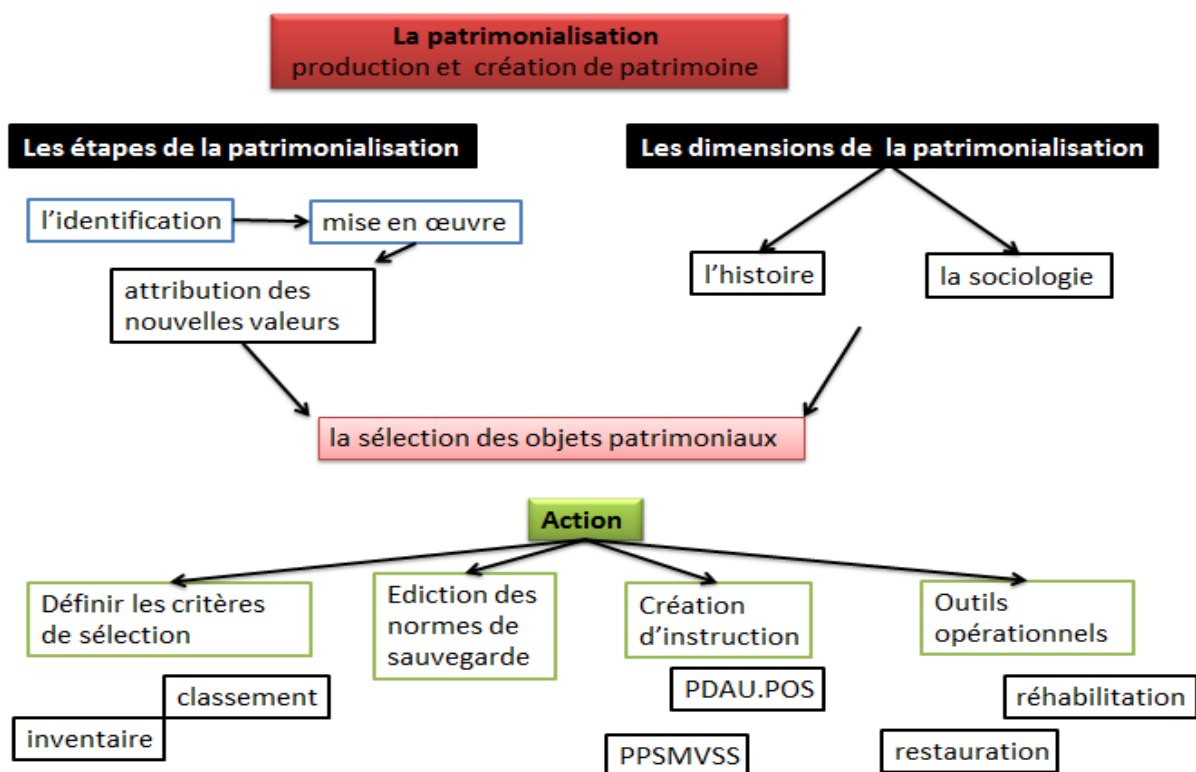 La patrimonialisation
production et création de patrimoine
Les étapes de la patrimonialisation
Les dimensions de la patrimonialisation
l'identification
mise en œuvre
attribution des
nouvelles valeurs
l'histoire
la sociologie
la sélection des objets patrimoniaux
Action
Définir les critères
de sélection
Ediction des
normes de
sauvegarde
Création
d'instruction
Outils
opérationnels
classement
inventaire
PDAU.POS
PPSMVSS
réhabilitation
restauration